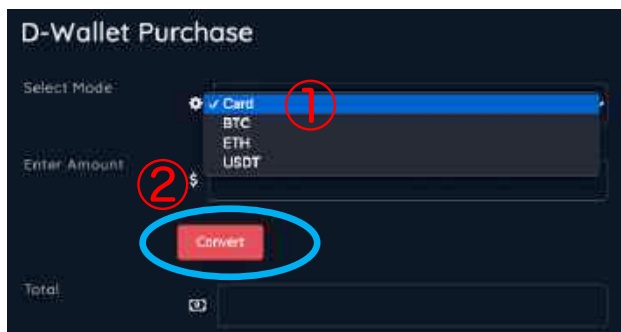 D-Wallet Purchase
Select Mode
✓ Card
①
BTC
ETH
USDT
Enter Amount
②
$
Convert
Total